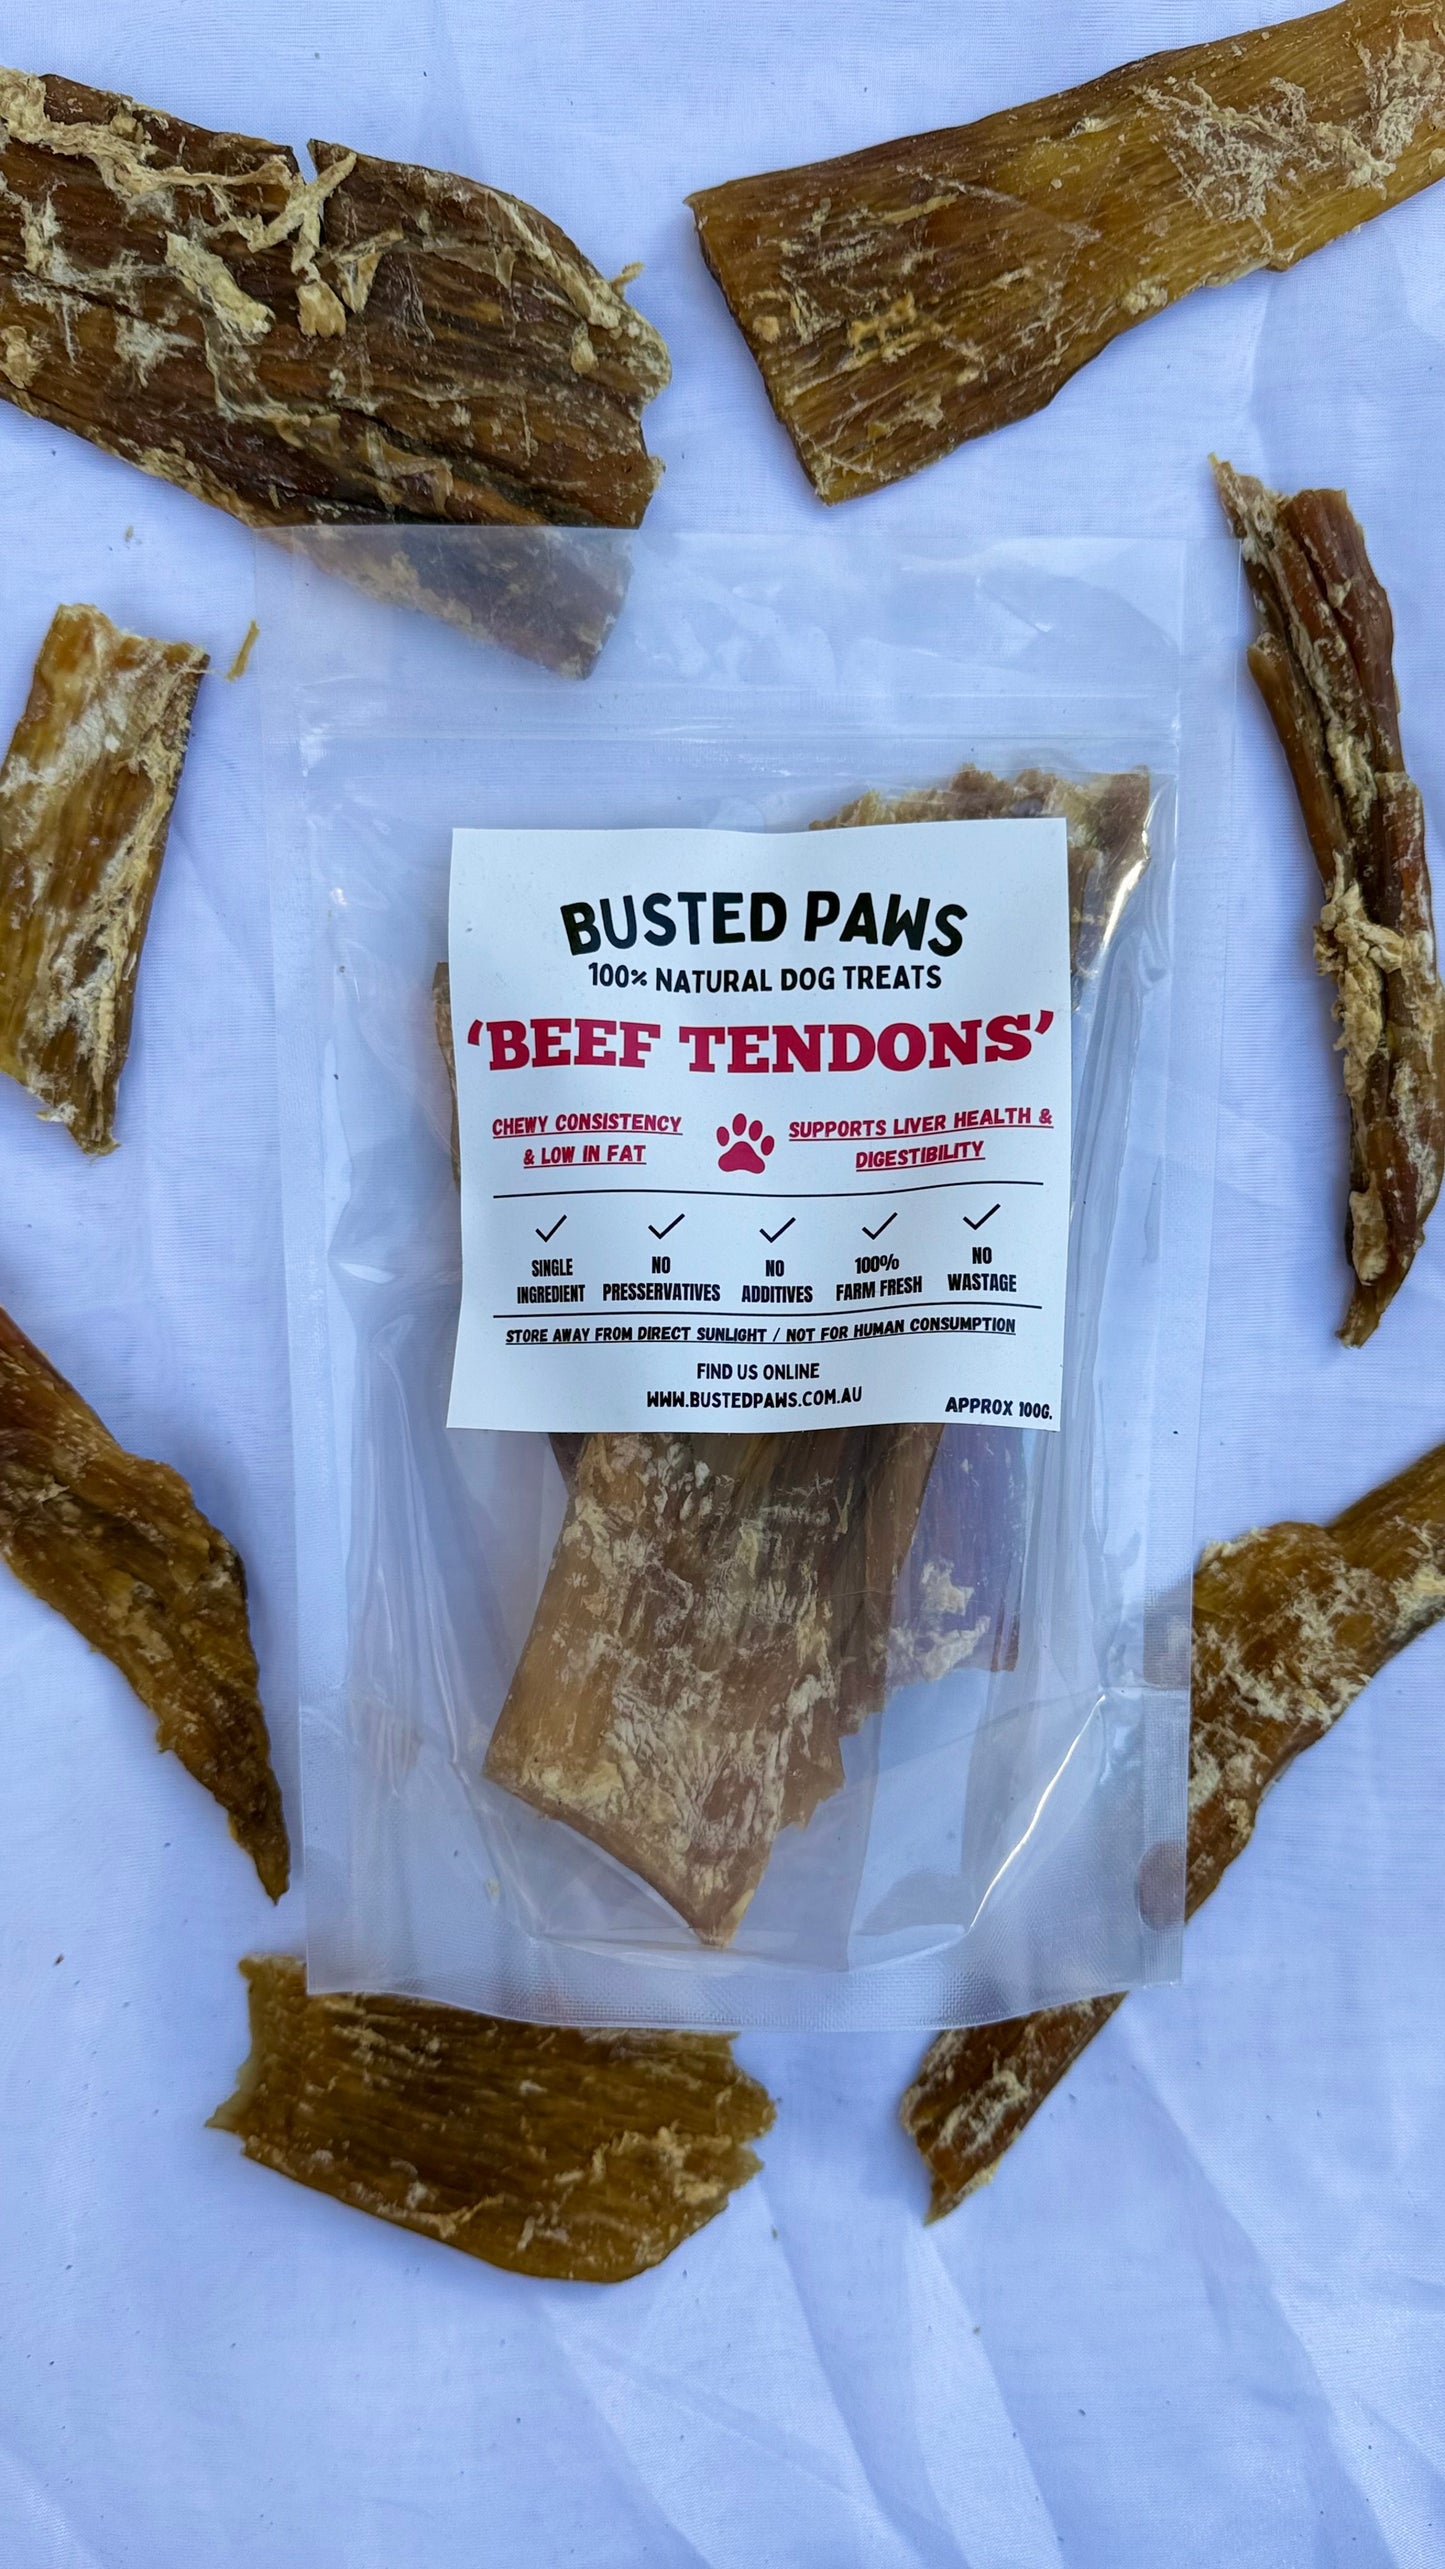 BUSTED PAWS
100% NATURAL DOG TREATS
'BEEF TENDONS'
CHEWY CONSISTENCY
& LOW IN FAT
SUPPORTS LIVER HEALTH &
DIGESTIBILITY
SINGLE
INGREDIENT
NO
PRESSERVATIVES
NO
ADDITIVES
100%
FARM FRESH
NO
WASTAGE
STORE AWAY FROM DIRECT SUNLIGHT / NOT FOR HUMAN CONSUMPTION
FIND US ONLINE
WWW.BUSTEDPAWS.COM.AU
APPROX 100G.